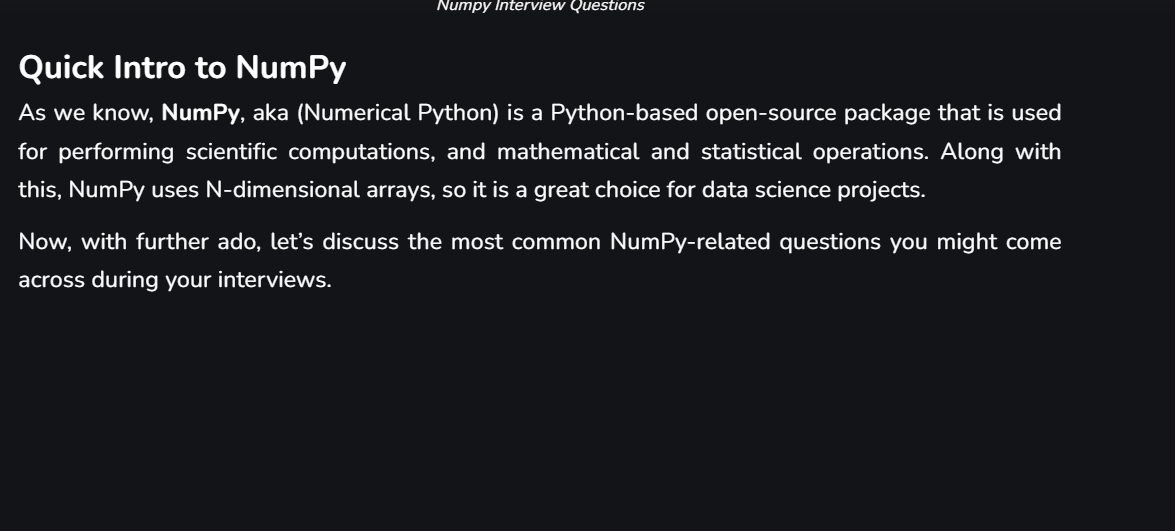 Numpy Interview Questions
Quick Intro to NumPy
As we know, NumPy, aka (Numerical Python) is a Python-based open-source package that is used
for performing scientific computations, and mathematical and statistical operations. Along with
this, NumPy uses N-dimensional arrays, so it is a great choice for data science projects.
Now, with further ado, let’s discuss the most common NumPy-related questions you might come
across during your interviews.